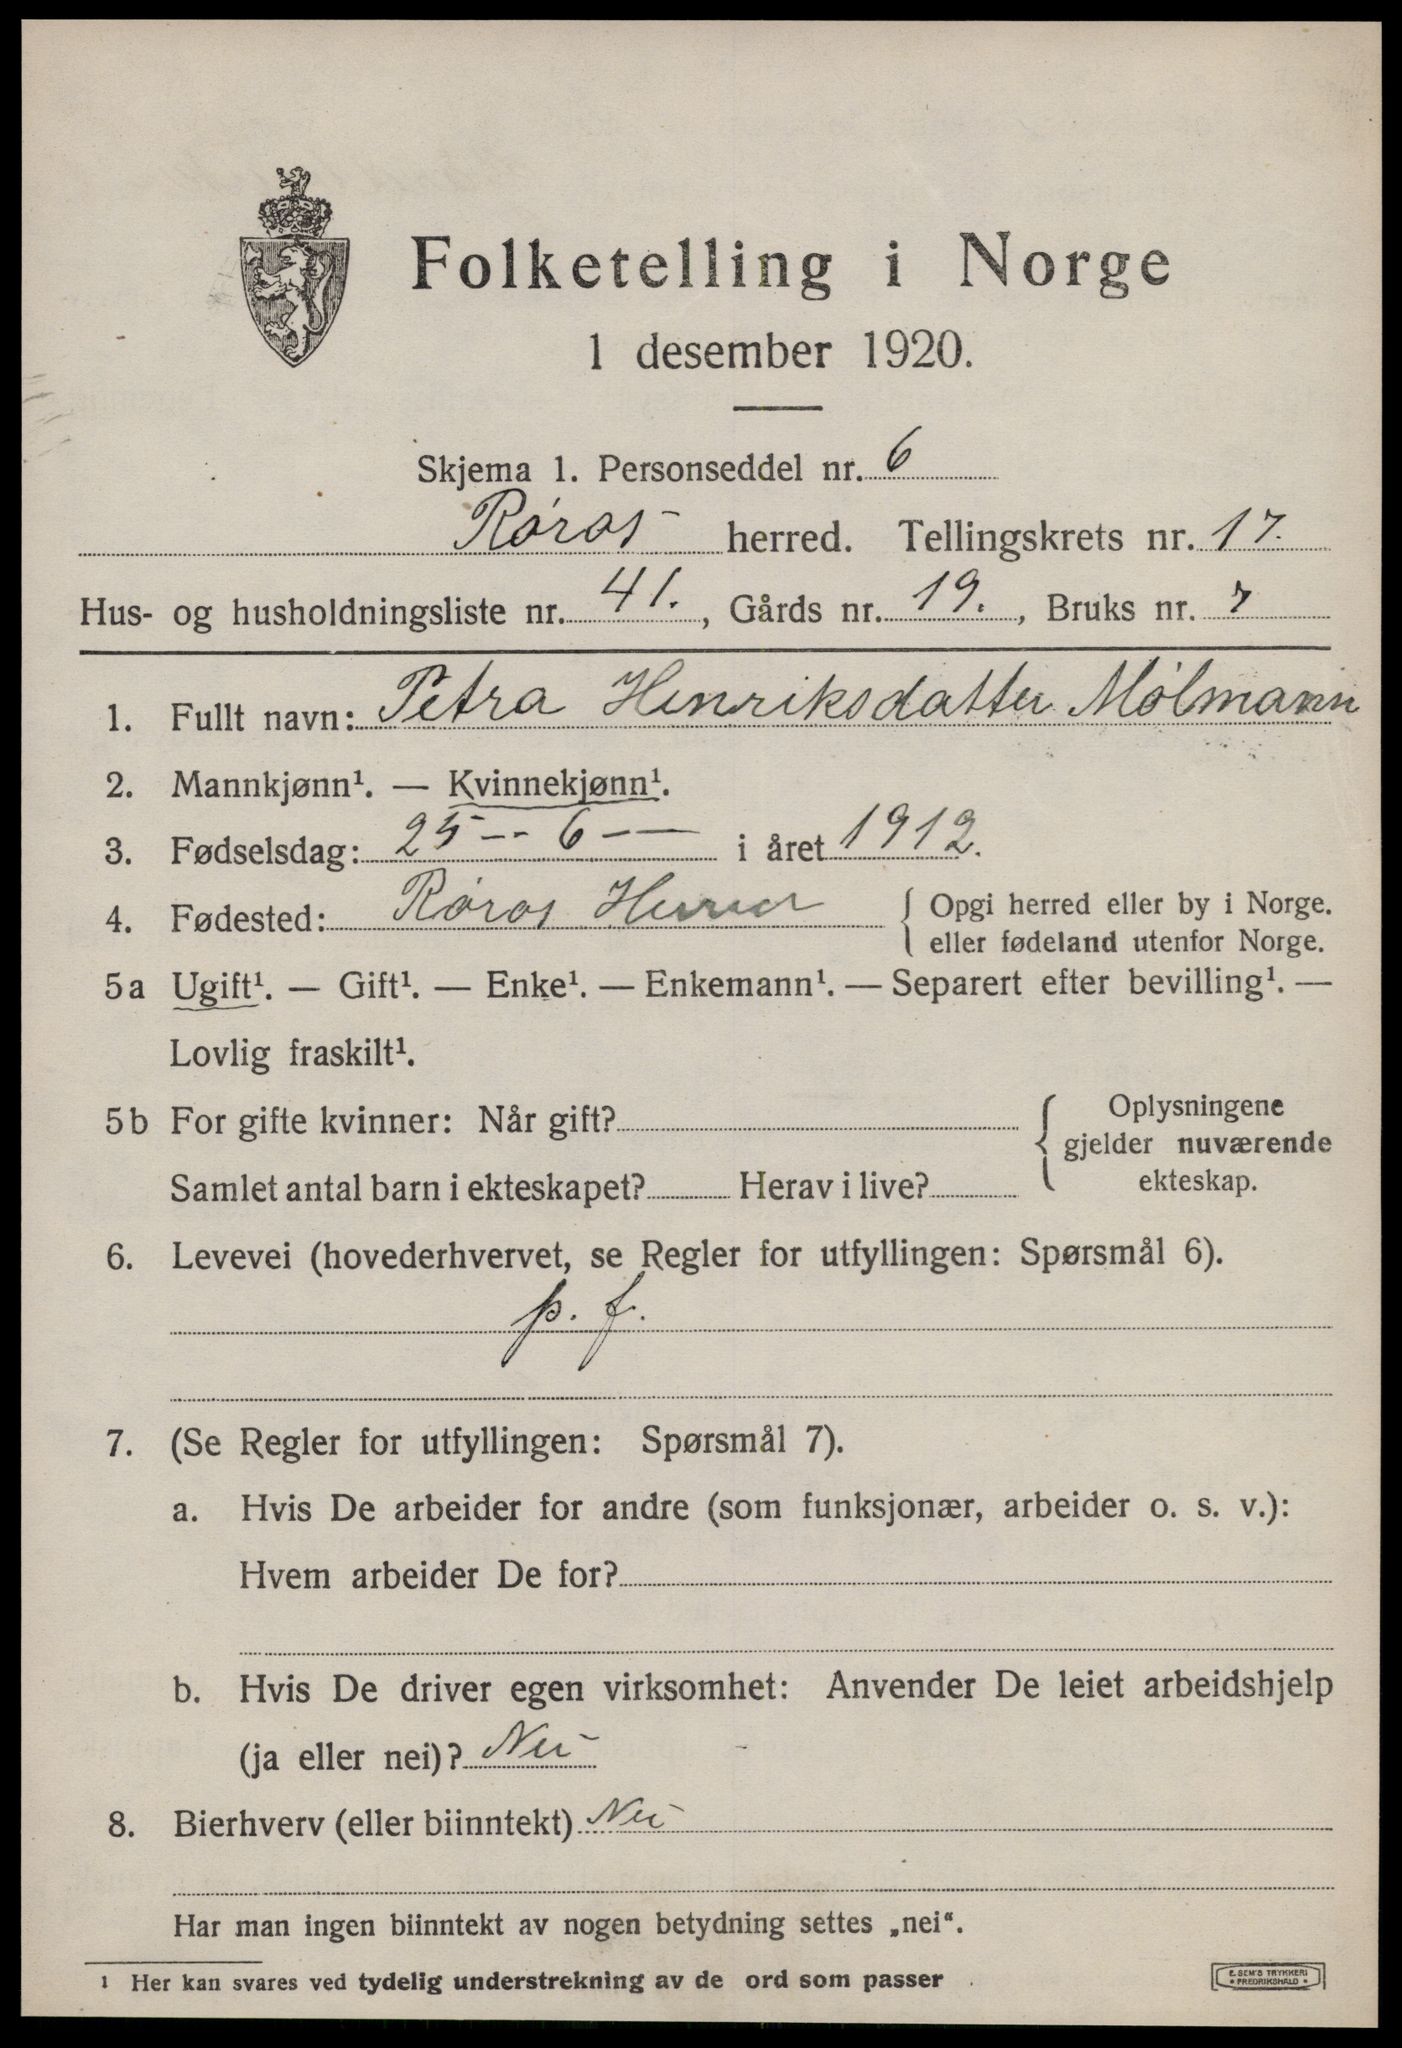 Folketelling i Norge
1 desember 1920.
Skjema 1. Personseddel nr. 6
Røros herred. Tellingskrets nr. 17.
Hus- og husholdningsliste nr. 41., Gårds nr. 19., Bruks nr. 7
1. Fullt navn: Petra Henriksdatter Mølmann
2. Mannkjønn¹. — Kvinnekjønn¹.
3. Fødselsdag: 25 -- 6 — i året 1912.
4. Fødested: Røros Herred { Opgi herred eller by i Norge.
eller fødeland utenfor Norge.
5a Ugift¹. — Gift¹. — Enke¹. — Enkemann¹. — Separert efter bevilling¹. —
Lovlig fraskilt¹.
5b For gifte kvinner: Når gift? { Oplysningene
gjelder nuværende
ekteskap.
Samlet antal barn i ekteskapet? Herav i live?
6. Levevei (hovederhvervet, se Regler for utfyllingen: Spørsmål 6).
p. f.
7. (Se Regler for utfyllingen: Spørsmål 7).
a. Hvis De arbeider for andre (som funksjonær, arbeider o. s. v.):
Hvem arbeider De for?
b. Hvis De driver egen virksomhet: Anvender De leiet arbeidshjelp
(ja eller nei)? Nei
8. Bierhverv (eller biinntekt) Nei
Har man ingen biinntekt av nogen betydning settes „nei“.
¹ Her kan svares ved tydelig understrekning av de ord som passer
E. SEM'S TRYKKERI
• FREDRIKSHALD •